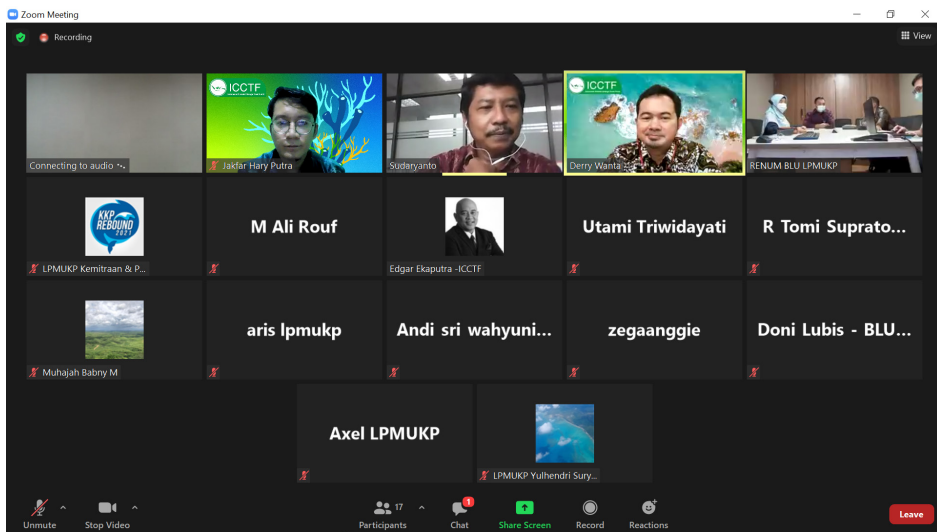 Zoom Meeting
Recording
View
Connecting to audio
ICCTF
Jakfar Hary Putra
Sudaryanto
ICCTF
Derry Wanta
RENUM BLU LPMUKP
KKP
REBOUND
2021
LPMUKP Kemitraan & P...
M Ali Rouf
Edgar Ekaputra -ICCTF
Utami Triwidayati
R Tomi Suprato...
Muhajah Babny M
aris lpmukp
Andi sri wahyuni...
zegaanggie
Doni Lubis - BLU...
Axel LPMUKP
LPMUKP Yulhendri Sury...
Unmute
Stop Video
17
Participants
1
Chat
Share Screen
Record
Reactions
Leave